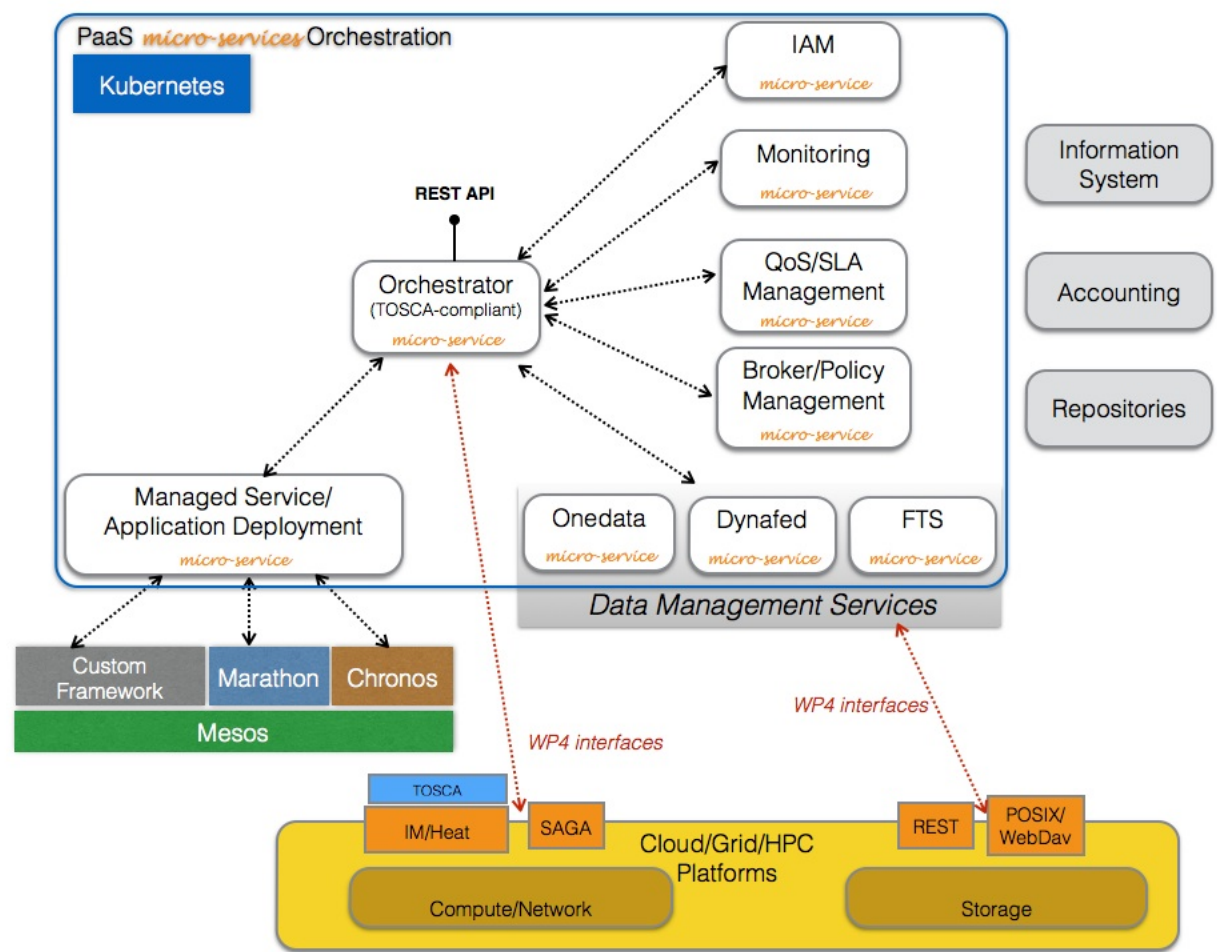 PaaS micro-services Orchestration
Kubernetes
IAM
micro-service
Monitoring
micro-service
Information
System
REST API
Orchestrator
(TOSCA-compliant)
micro-service
QoS/SLA
Management
micro-service
Accounting
Broker/Policy
Management
micro-service
Repositories
Managed Service/
Application Deployment
micro-service
Onedata
micro-service
Dynafed
micro-service
FTS
micro-service
Data Management Services
Custom
Framework
Marathon
Chronos
Mesos
WP4 interfaces
WP4 interfaces
TOSCA
IM/Heat
SAGA
Cloud/Grid/HPC
Platforms
REST
POSIX/
WebDav
Compute/Network
Storage